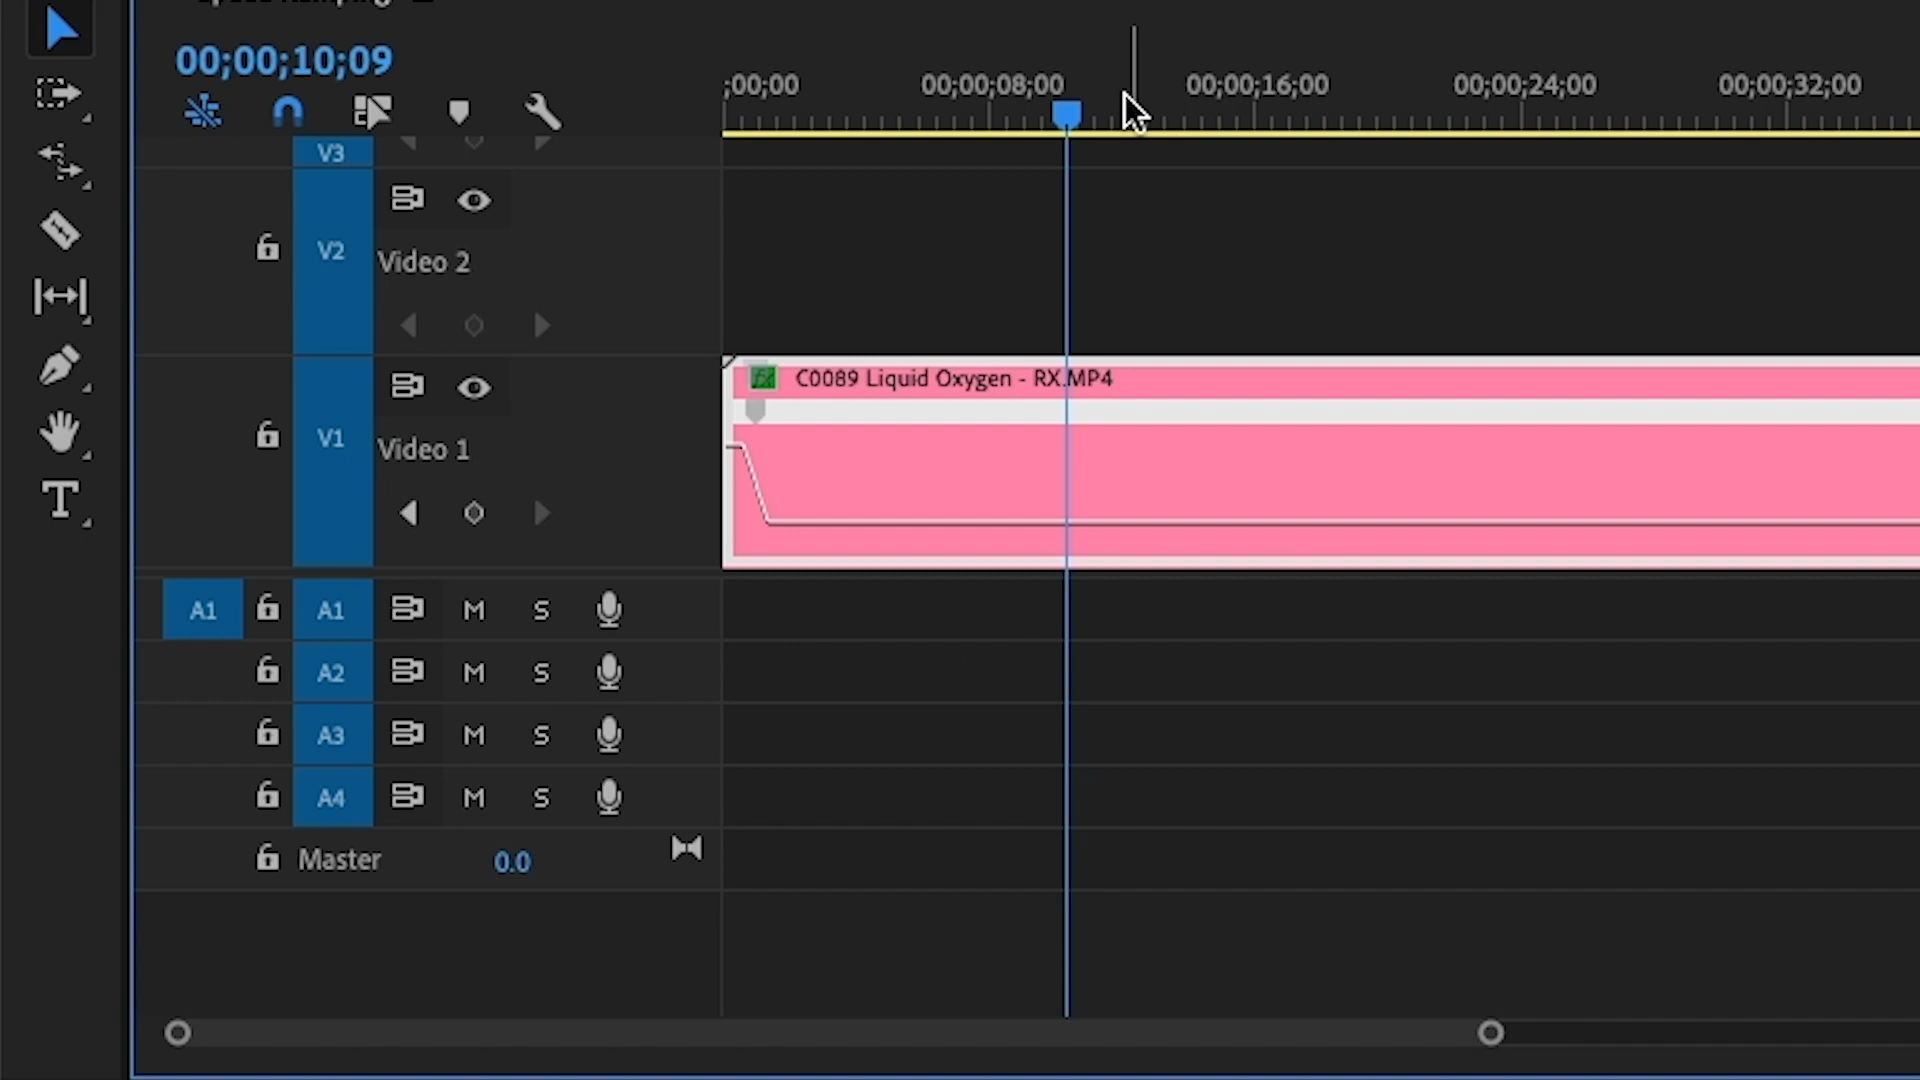 00;00;10;09
;00;00 00;00;08;00 00;00;16;00 00;00;24;00 00;00;32;00
V3
V2 Video 2
C0089 Liquid Oxygen - RX.MP4
V1 Video 1
A1 A1 M S
A2 M S
A3 M S
A4 M S
Master 0.0
T